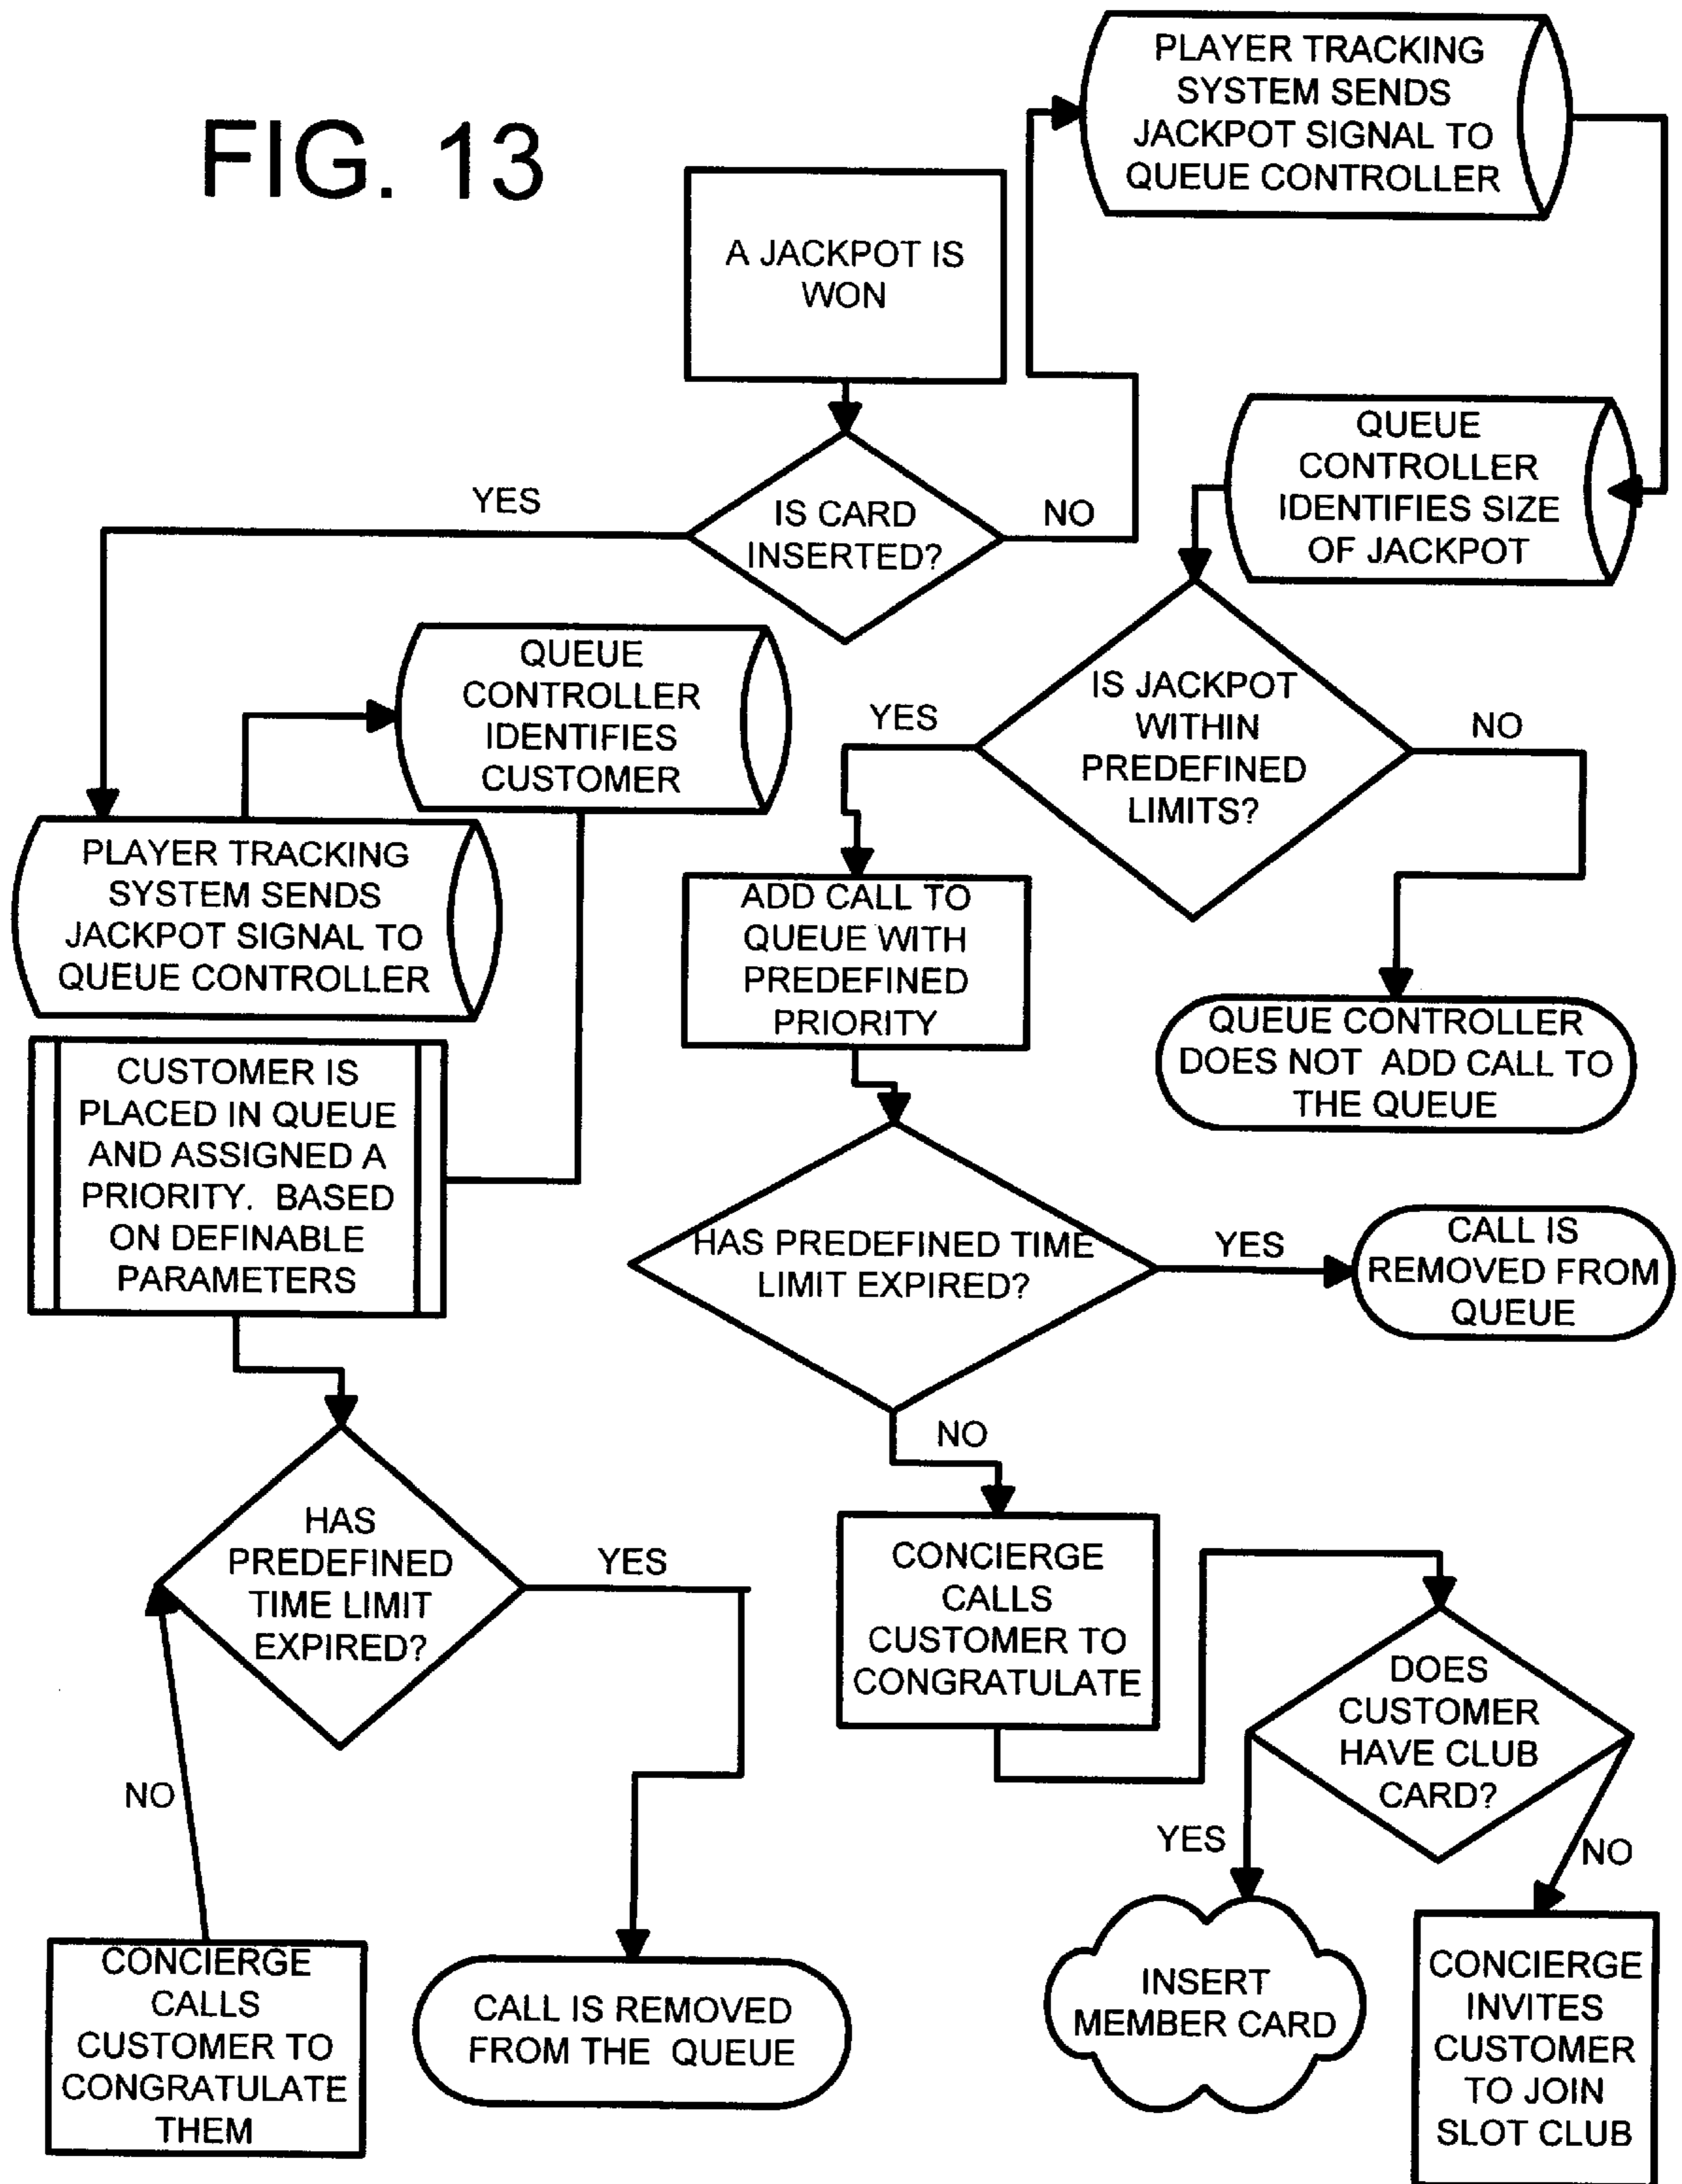 FIG. 13
PLAYER TRACKING
SYSTEM SENDS
JACKPOT SIGNAL TO
QUEUE CONTROLLER
A JACKPOT IS
WON
IS CARD
INSERTED?
YES
NO
QUEUE
CONTROLLER
IDENTIFIES SIZE
OF JACKPOT
QUEUE
CONTROLLER
IDENTIFIES
CUSTOMER
IS JACKPOT
WITHIN
PREDEFINED
LIMITS?
YES
NO
PLAYER TRACKING
SYSTEM SENDS
JACKPOT SIGNAL TO
QUEUE CONTROLLER
ADD CALL TO
QUEUE WITH
PREDEFINED
PRIORITY
QUEUE CONTROLLER
DOES NOT ADD CALL TO
THE QUEUE
CUSTOMER IS
PLACED IN QUEUE
AND ASSIGNED A
PRIORITY. BASED
ON DEFINABLE
PARAMETERS
HAS PREDEFINED TIME
LIMIT EXPIRED?
YES
CALL IS
REMOVED FROM
QUEUE
NO
HAS
PREDEFINED
TIME LIMIT
EXPIRED?
YES
NO
CONCIERGE
CALLS
CUSTOMER TO
CONGRATULATE
DOES
CUSTOMER
HAVE CLUB
CARD?
YES
NO
CONCIERGE
CALLS
CUSTOMER TO
CONGRATULATE
THEM
CALL IS REMOVED
FROM THE QUEUE
INSERT
MEMBER CARD
CONCIERGE
INVITES
CUSTOMER
TO JOIN
SLOT CLUB